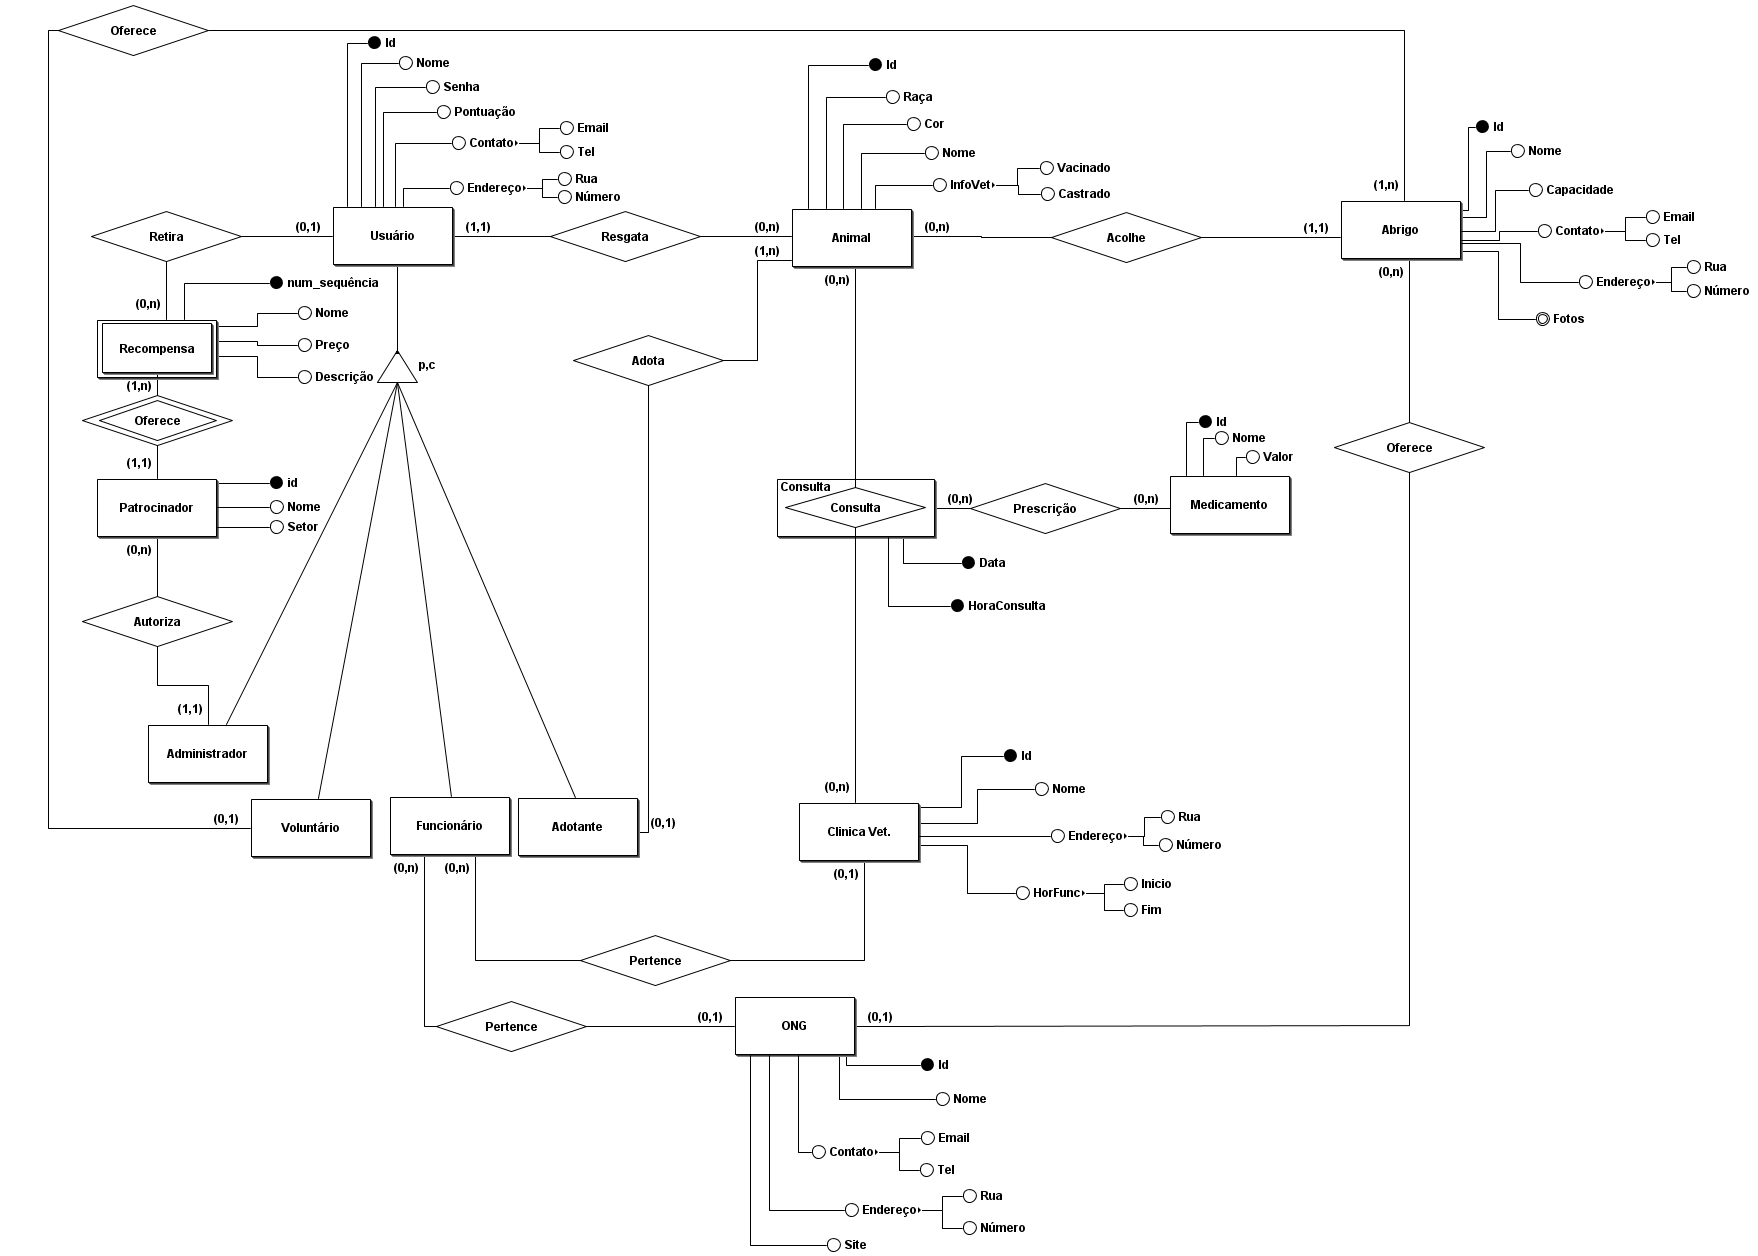 Oferece
Id
Nome
Senha
Pontuação
Contato
Email
Tel
Endereço
Rua
Número
Id
Raça
Cor
Nome
InfoVet
Vacinado
Castrado
Id
Nome
Capacidade
Contato
Email
Tel
Endereço
Rua
Número
Fotos
(1,n)
Retira
(0,1)
Usuário
(1,1)
Resgata
(0,n)
(1,n)
Animal
(0,n)
(0,n)
Acolhe
(1,1)
Abrigo
(0,n)
(0,n)
num_sequência
Nome
Preço
Descrição
Recompensa
(1,n)
p,c
Adota
Oferece
(1,1)
Patrocinador
id
Nome
Setor
(0,n)
Consulta
Consulta
(0,n)
Prescrição
(0,n)
Medicamento
Id
Nome
Valor
Oferece
Data
HoraConsulta
Autoriza
(1,1)
Administrador
(0,1)
Voluntário
Funcionário
Adotante
(0,1)
(0,n)
(0,n)
(0,n)
Clinica Vet.
(0,1)
Id
Nome
Endereço
Rua
Número
HorFunc
Inicio
Fim
Pertence
Pertence
(0,1)
ONG
(0,1)
Id
Nome
Contato
Email
Tel
Endereço
Rua
Número
Site